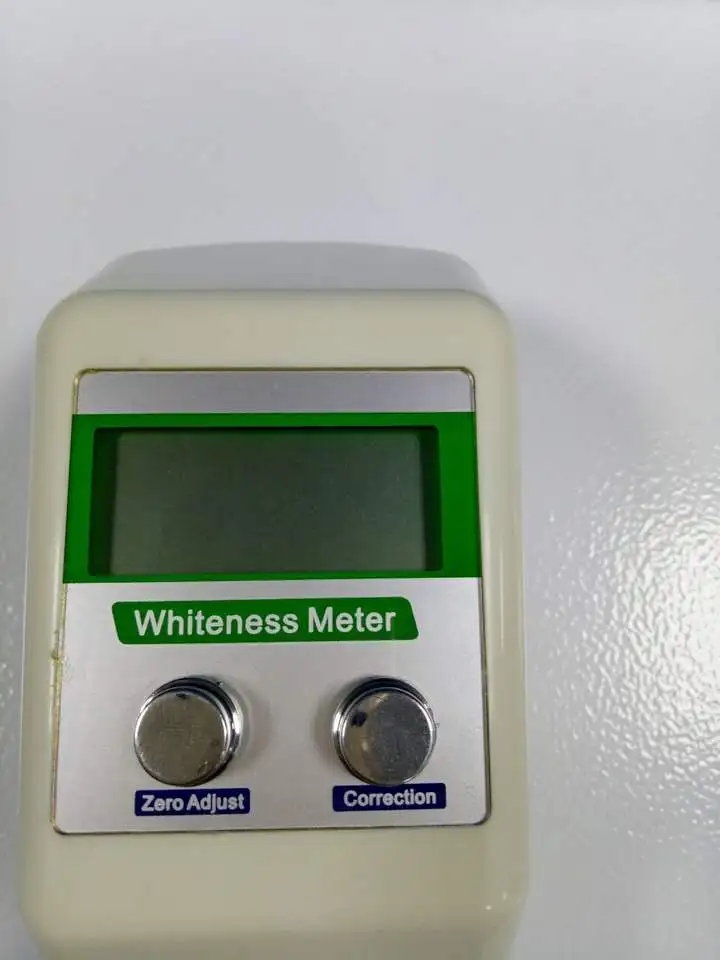 Whiteness Meter
Zero Adjust
Correction